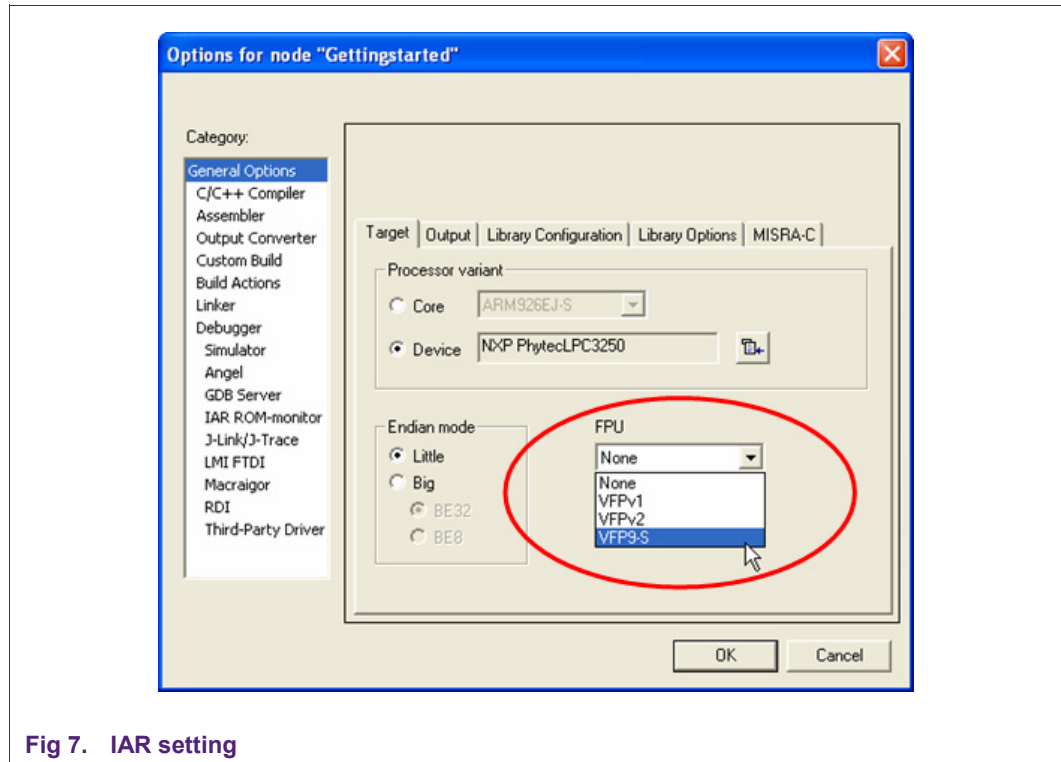 Options for node "Gettingstarted"
Category:
General Options
C/C++ Compiler
Assembler
Output Converter
Custom Build
Build Actions
Linker
Debugger
Simulator
Angel
GDB Server
IAR ROM-monitor
J-Link/J-Trace
LMI FTDI
Macraigor
RDI
Third-Party Driver
Target Output Library Configuration Library Options MISRA-C
Processor variant
Core ARM926EJ-S
Device NXP PhytecLPC3250
Endian mode
Little
Big
BE32
BE8
FPU
None
None
VFPv1
VFPv2
VFP9-S
OK Cancel
Fig 7. IAR setting